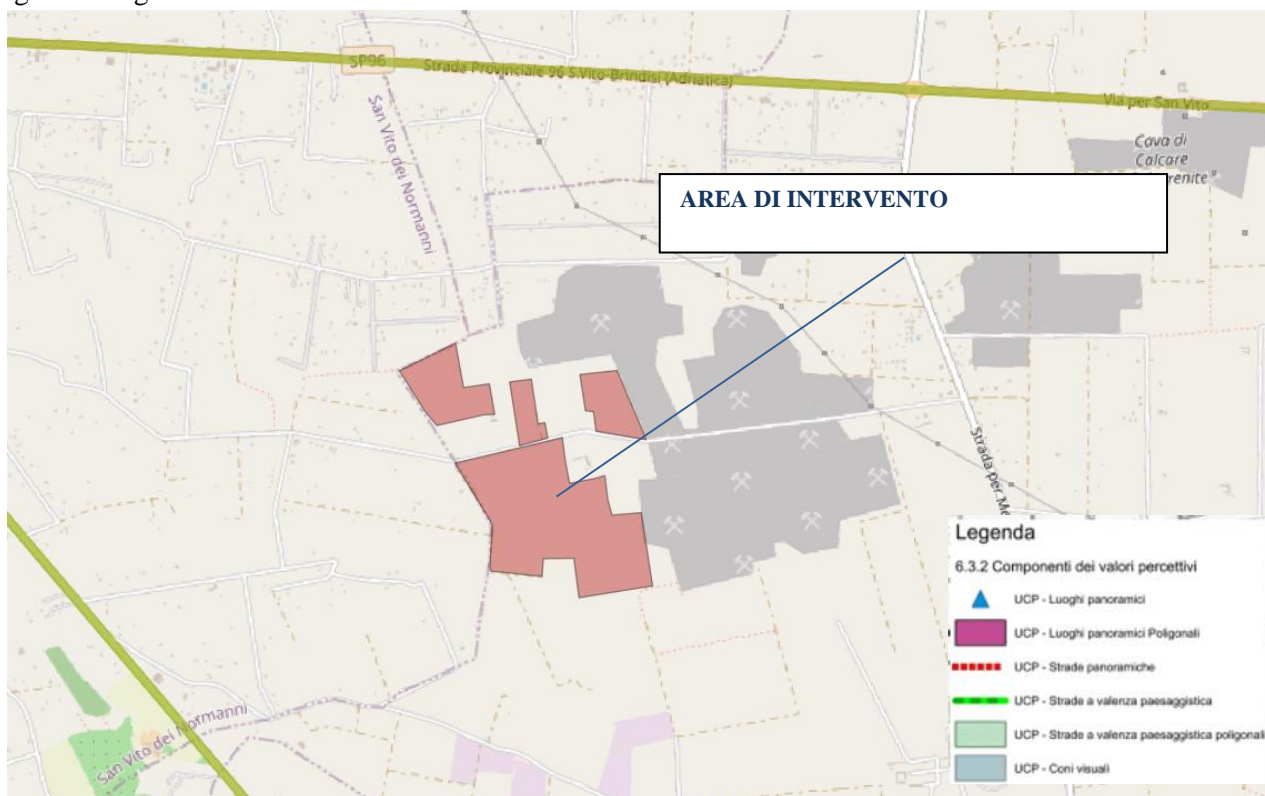 SP96
Strada Provinciale 96 S.Vito-Brindisi (Adriatica)
Via per San Vito
San Vito dei Normanni
Cava di
Calcare
AREA DI INTERVENTO
Strada per
San Vito dei Normanni
Legenda
6.3.2 Componenti dei valori percettivi
UCP - Luoghi panoramici
UCP - Luoghi panoramici Poligonali
UCP - Strade panoramiche
UCP - Strade a valenza paesaggistica
UCP - Strade a valenza paesaggistica poligonali
UCP - Coni visuali